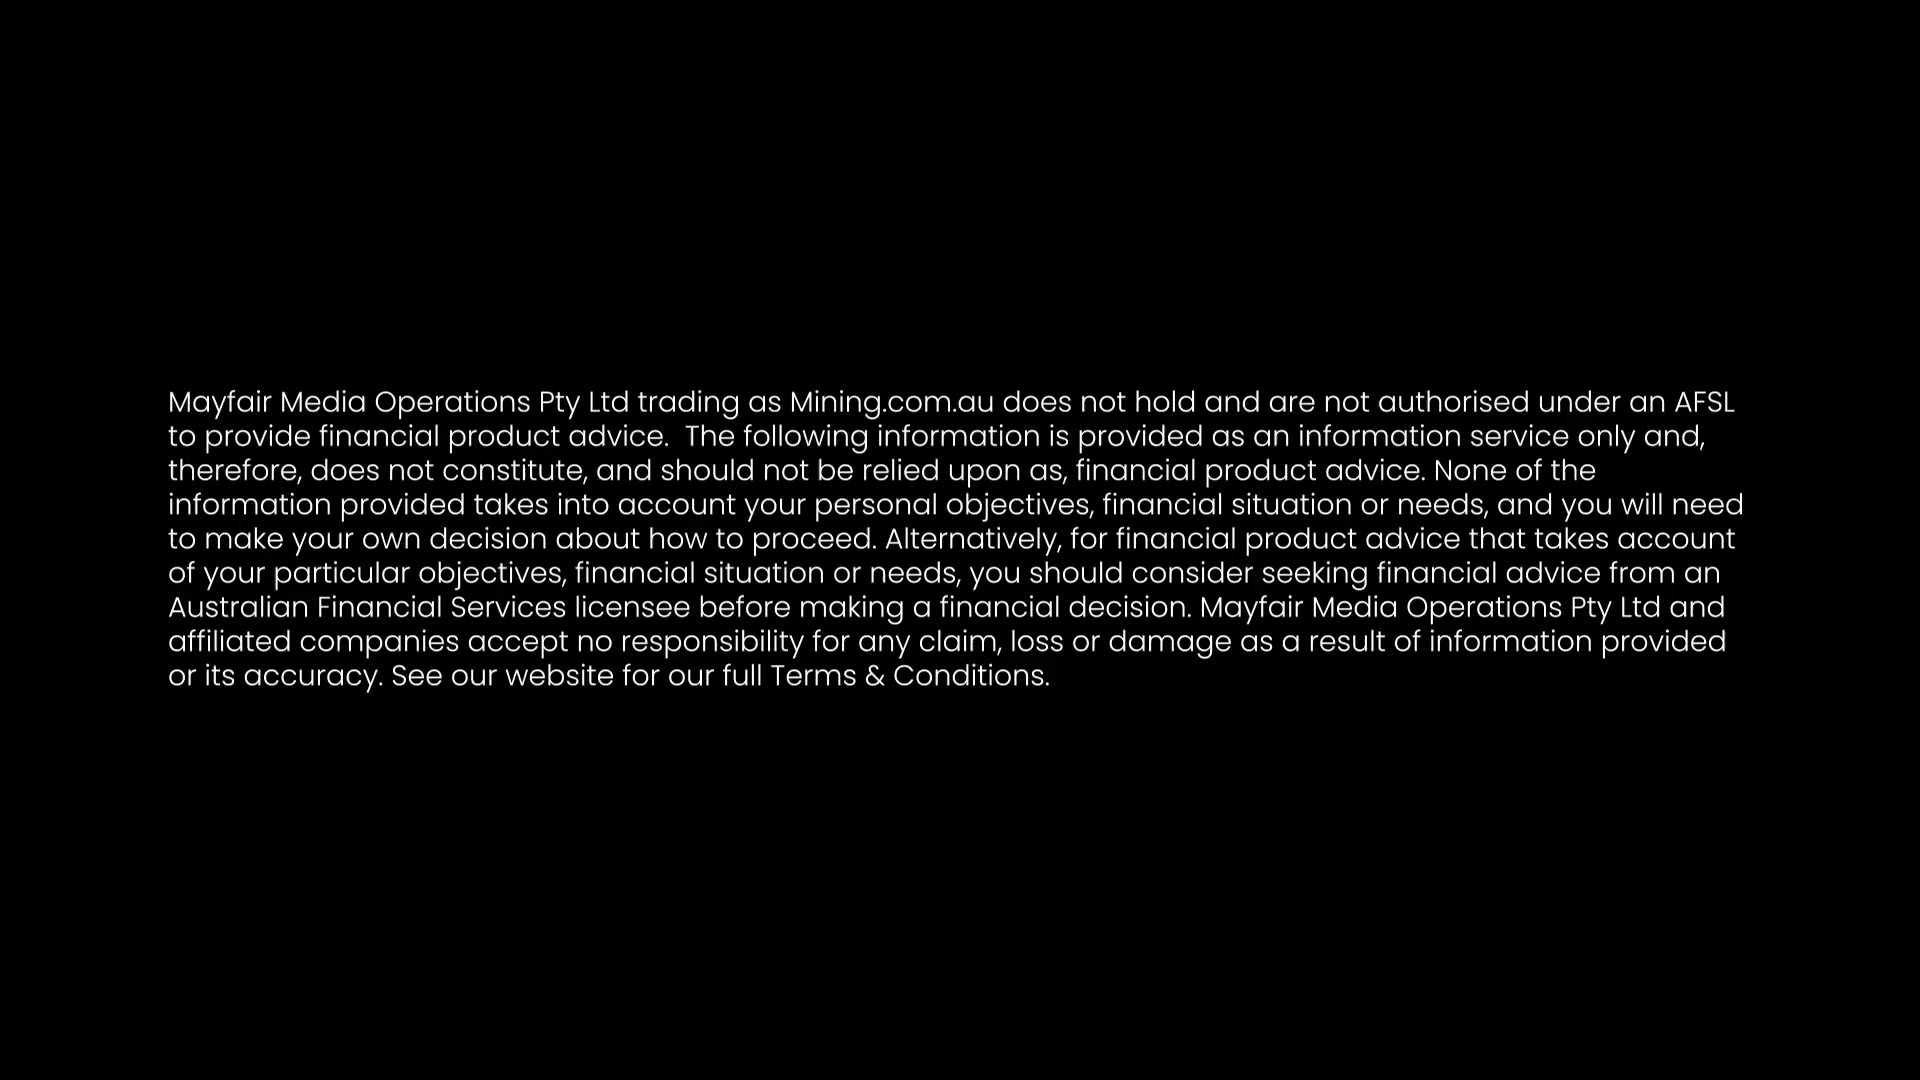 Mayfair Media Operations Pty Ltd trading as Mining.com.au does not hold and are not authorised under an AFSL
to provide financial product advice.  The following information is provided as an information service only and,
therefore, does not constitute, and should not be relied upon as, financial product advice. None of the
information provided takes into account your personal objectives, financial situation or needs, and you will need
to make your own decision about how to proceed. Alternatively, for financial product advice that takes account
of your particular objectives, financial situation or needs, you should consider seeking financial advice from an
Australian Financial Services licensee before making a financial decision. Mayfair Media Operations Pty Ltd and
affiliated companies accept no responsibility for any claim, loss or damage as a result of information provided
or its accuracy. See our website for our full Terms & Conditions.